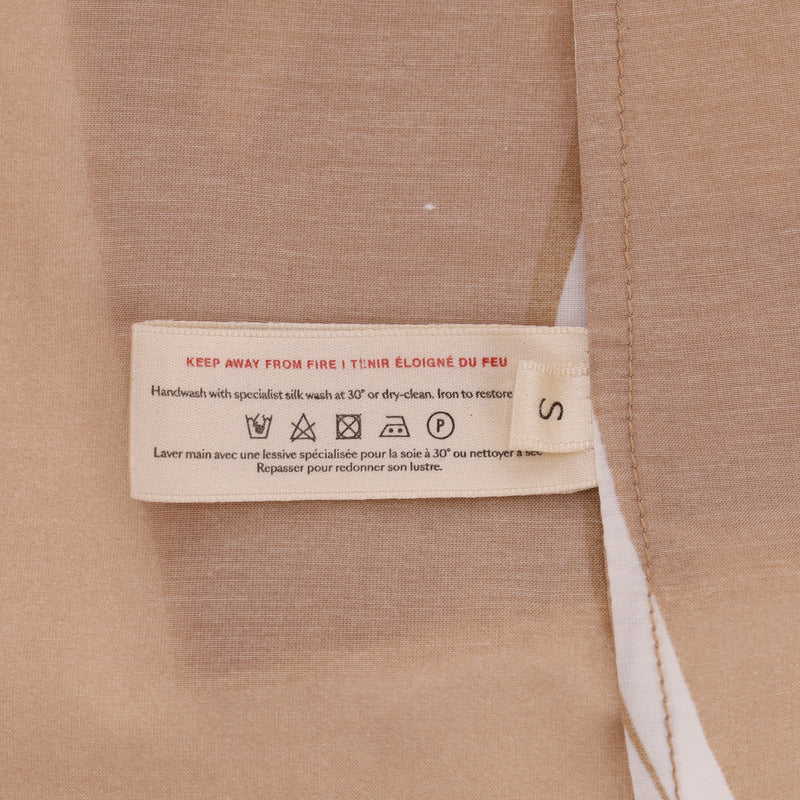 KEEP AWAY FROM FIRE I TENIR ÉLOIGNÉ DU FEU
Handwash with specialist silk wash at 30° or dry-clean. Iron to restore
P
S
Laver main avec une lessive spécialisée pour la soie à 30° ou nettoyer a sec
Repasser pour redonner son lustre.